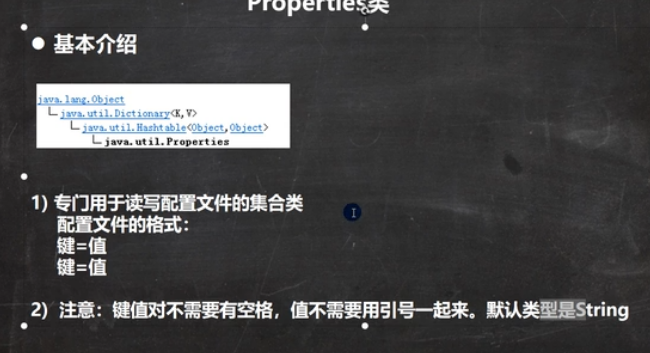 Properties类
基本介绍
java.lang.Object
java.util.Dictionary<K,V>
java.util.Hashtable<Object,Object>
java.util.Properties
1) 专门用于读写配置文件的集合类
配置文件的格式：
键=值
键=值
2) 注意：键值对不需要有空格，值不需要用引号一起来。默认类型是String